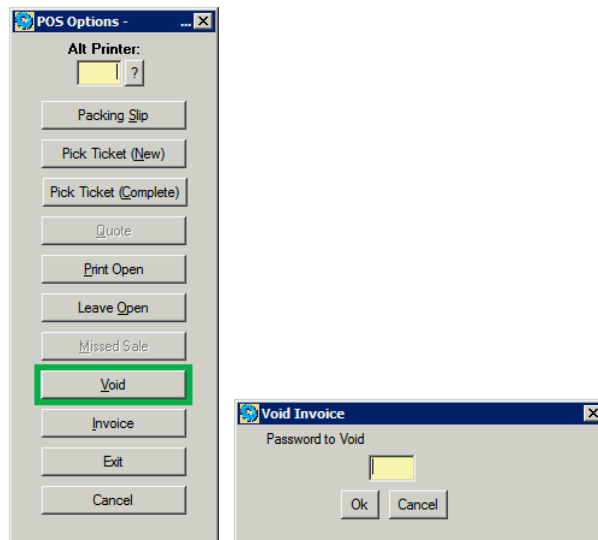 POS Options - ...
Alt Printer:
?
Packing Slip
Pick Ticket (New)
Pick Ticket (Complete)
Quote
Print Open
Leave Open
Missed Sale
Void
Invoice
Exit
Cancel
Void Invoice
Password to Void
Ok Cancel